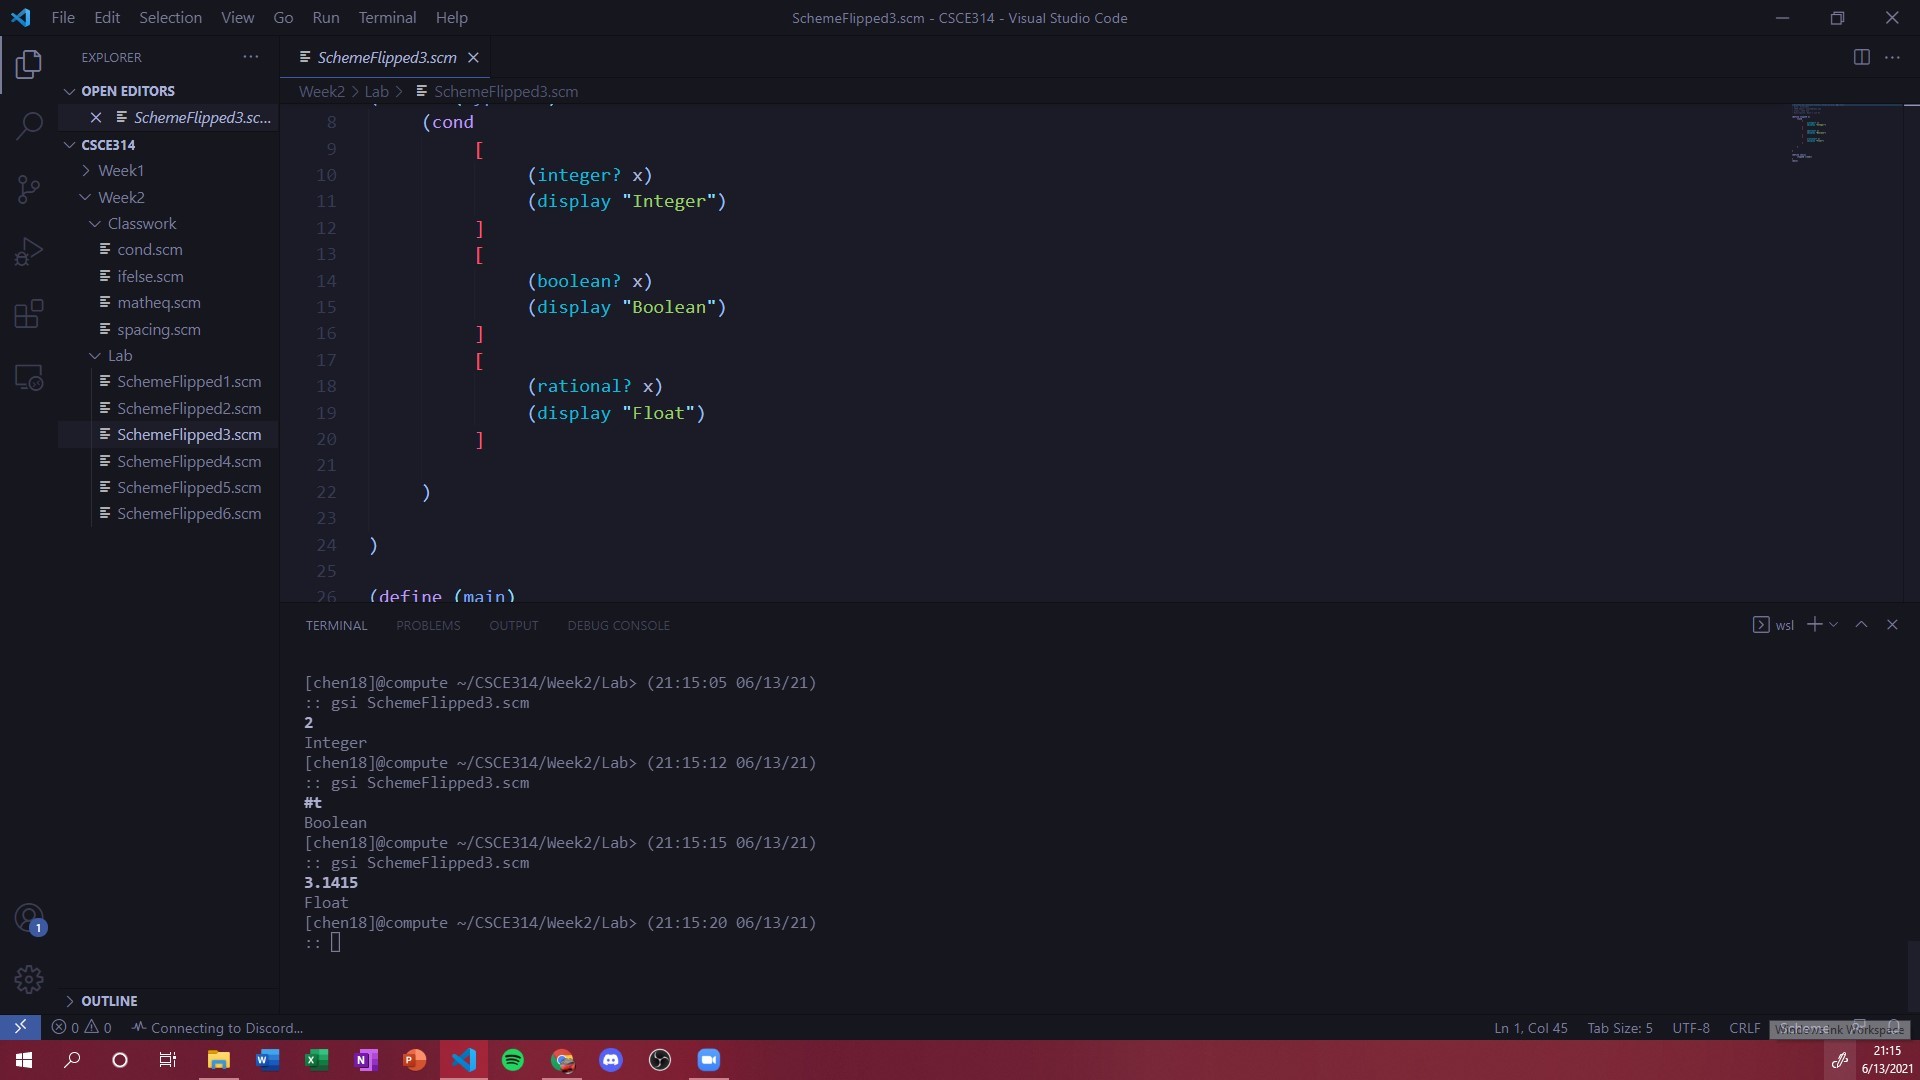 File Edit Selection View Go Run Terminal Help
SchemeFlipped3.scm - CSCE314 - Visual Studio Code
EXPLORER
OPEN EDITORS
SchemeFlipped3.sc...
CSCE314
Week1
Week2
Classwork
cond.scm
ifelse.scm
matheq.scm
spacing.scm
Lab
SchemeFlipped1.scm
SchemeFlipped2.scm
SchemeFlipped3.scm
SchemeFlipped4.scm
SchemeFlipped5.scm
SchemeFlipped6.scm
OUTLINE
SchemeFlipped3.scm
Week2 > Lab > SchemeFlipped3.scm
8 (cond
9 [
10 (integer? x)
11 (display "Integer")
12 ]
13 [
14 (boolean? x)
15 (display "Boolean")
16 ]
17 [
18 (rational? x)
19 (display "Float")
20 ]
21
22 )
23
24 )
25
26 (define (main)
TERMINAL PROBLEMS OUTPUT DEBUG CONSOLE
wsl
[chen18]@compute ~/CSCE314/Week2/Lab> (21:15:05 06/13/21)
:: gsi SchemeFlipped3.scm
2
Integer
[chen18]@compute ~/CSCE314/Week2/Lab> (21:15:12 06/13/21)
:: gsi SchemeFlipped3.scm
#t
Boolean
[chen18]@compute ~/CSCE314/Week2/Lab> (21:15:15 06/13/21)
:: gsi SchemeFlipped3.scm
3.1415
Float
[chen18]@compute ~/CSCE314/Week2/Lab> (21:15:20 06/13/21)
::
1
0 0 Connecting to Discord...
Ln 1, Col 45 Tab Size: 5 UTF-8 CRLF
Windows Ink Workspace
21:15
6/13/2021